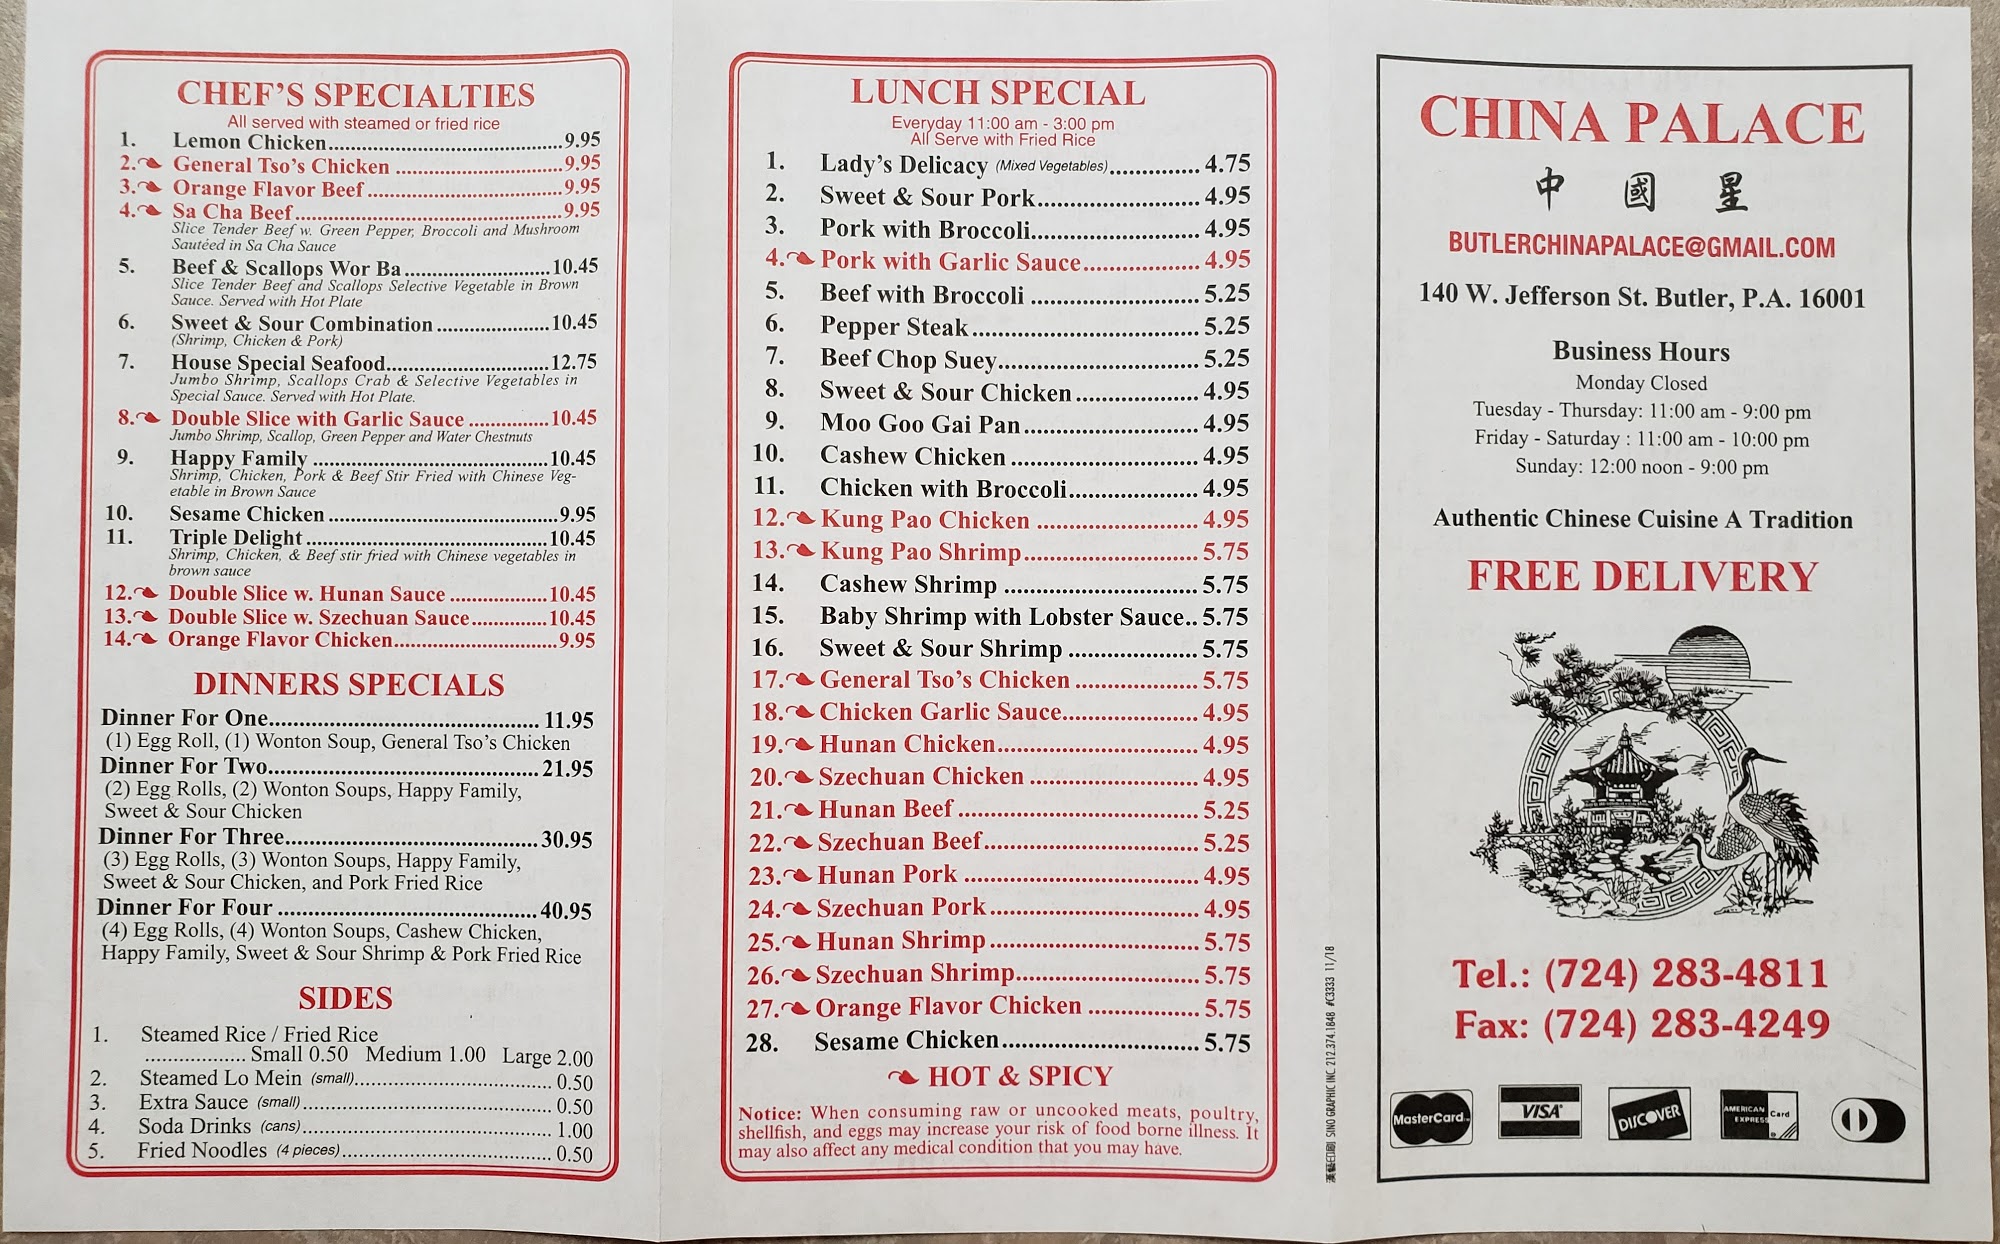 CHEF'S SPECIALTIES
All served with steamed or fried rice
1. Lemon Chicken 9.95
2. General Tso's Chicken 9.95
3. Orange Flavor Beef 9.95
4. Sa Cha Beef 9.95
Slice Tender Beef w. Green Pepper, Broccoli and Mushroom
Sautéed in Sa Cha Sauce
5. Beef & Scallops Wor Ba 10.45
Slice Tender Beef and Scallops Selective Vegetable in Brown
Sauce. Served with Hot Plate
6. Sweet & Sour Combination 10.45
(Shrimp, Chicken & Pork)
7. House Special Seafood 12.75
Jumbo Shrimp, Scallops Crab & Selective Vegetables in
Special Sauce. Served with Hot Plate.
8. Double Slice with Garlic Sauce 10.45
Jumbo Shrimp, Scallop, Green Pepper and Water Chestnuts
9. Happy Family 10.45
Shrimp, Chicken, Pork & Beef Stir Fried with Chinese Veg-
etable in Brown Sauce
10. Sesame Chicken 9.95
11. Triple Delight 10.45
Shrimp, Chicken, & Beef stir fried with Chinese vegetables in
brown sauce
12. Double Slice w. Hunan Sauce 10.45
13. Double Slice w. Szechuan Sauce 10.45
14. Orange Flavor Chicken 9.95
DINNERS SPECIALS
Dinner For One 11.95
(1) Egg Roll, (1) Wonton Soup, General Tso's Chicken
Dinner For Two 21.95
(2) Egg Rolls, (2) Wonton Soups, Happy Family,
Sweet & Sour Chicken
Dinner For Three 30.95
(3) Egg Rolls, (3) Wonton Soups, Happy Family,
Sweet & Sour Chicken, and Pork Fried Rice
Dinner For Four 40.95
(4) Egg Rolls, (4) Wonton Soups, Cashew Chicken,
Happy Family, Sweet & Sour Shrimp & Pork Fried Rice
SIDES
1. Steamed Rice / Fried Rice
Small 0.50 Medium 1.00 Large 2.00
2. Steamed Lo Mein (small) 0.50
3. Extra Sauce (small) 0.50
4. Soda Drinks (cans) 1.00
5. Fried Noodles (4 pieces) 0.50
LUNCH SPECIAL
Everyday 11:00 am - 3:00 pm
All Serve with Fried Rice
1. Lady's Delicacy (Mixed Vegetables) 4.75
2. Sweet & Sour Pork 4.95
3. Pork with Broccoli 4.95
4. Pork with Garlic Sauce 4.95
5. Beef with Broccoli 5.25
6. Pepper Steak 5.25
7. Beef Chop Suey 5.25
8. Sweet & Sour Chicken 4.95
9. Moo Goo Gai Pan 4.95
10. Cashew Chicken 4.95
11. Chicken with Broccoli 4.95
12. Kung Pao Chicken 4.95
13. Kung Pao Shrimp 5.75
14. Cashew Shrimp 5.75
15. Baby Shrimp with Lobster Sauce.. 5.75
16. Sweet & Sour Shrimp 5.75
17. General Tso's Chicken 5.75
18. Chicken Garlic Sauce 4.95
19. Hunan Chicken 4.95
20. Szechuan Chicken 4.95
21. Hunan Beef 5.25
22. Szechuan Beef 5.25
23. Hunan Pork 4.95
24. Szechuan Pork 4.95
25. Hunan Shrimp 5.75
26. Szechuan Shrimp 5.75
27. Orange Flavor Chicken 5.75
28. Sesame Chicken 5.75
HOT & SPICY
Notice: When consuming raw or uncooked meats, poultry,
shellfish, and eggs may increase your risk of food borne illness. It
may also affect any medical condition that you may have.
漢藝印刷 SINO GRAPHIC INC. 212.374.1848 #C3333 11/18
CHINA PALACE
中國星
BUTLERCHINAPALACE@GMAIL.COM
140 W. Jefferson St. Butler, P.A. 16001
Business Hours
Monday Closed
Tuesday - Thursday: 11:00 am - 9:00 pm
Friday - Saturday : 11:00 am - 10:00 pm
Sunday: 12:00 noon - 9:00 pm
Authentic Chinese Cuisine A Tradition
FREE DELIVERY
Tel.: (724) 283-4811
Fax: (724) 283-4249
MasterCard VISA DISCOVER AMERICAN EXPRESS Card